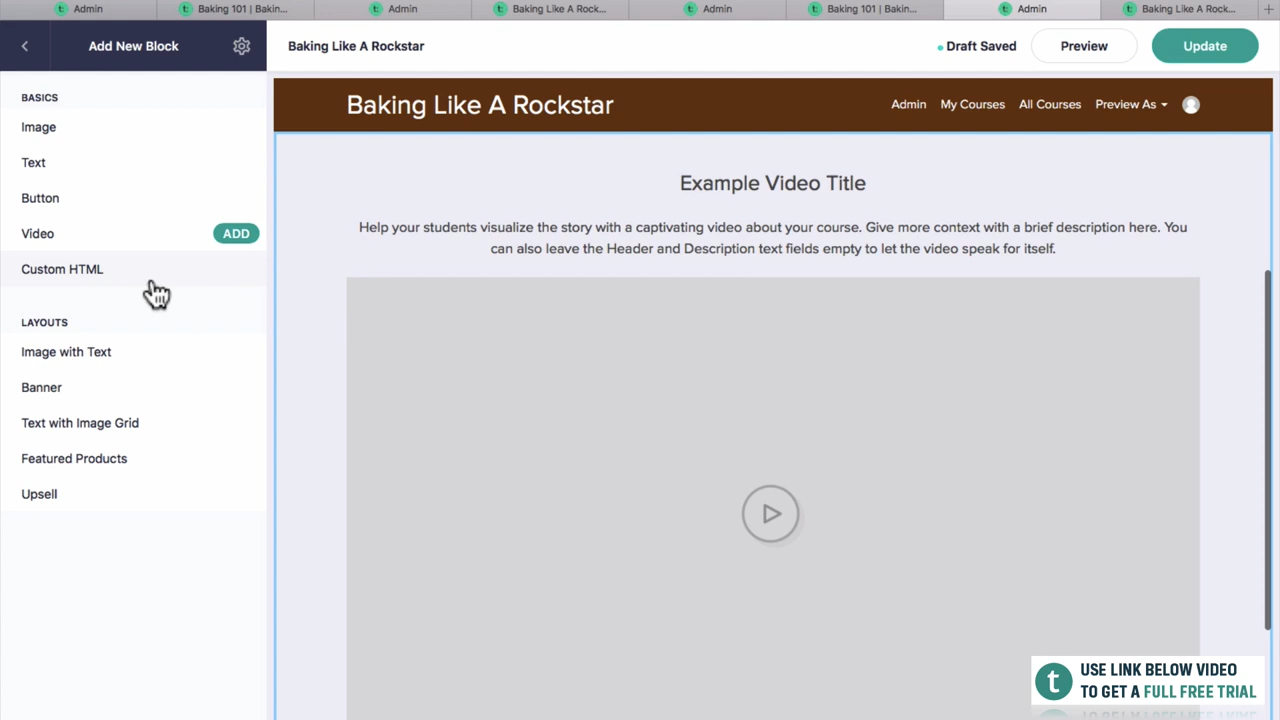 Admin
Baking 101 | Bakin...
Admin
Baking Like A Rock...
Admin
Baking 101 | Bakin...
Admin
Baking Like A Rock...
Add New Block
Baking Like A Rockstar
Draft Saved
Preview
Update
BASICS
Image
Text
Button
Video
ADD
Custom HTML
LAYOUTS
Image with Text
Banner
Text with Image Grid
Featured Products
Upsell
Baking Like A Rockstar
Admin
My Courses
All Courses
Preview As
Example Video Title
Help your students visualize the story with a captivating video about your course. Give more context with a brief description here. You
can also leave the Header and Description text fields empty to let the video speak for itself.
t
USE LINK BELOW VIDEO
TO GET A FULL FREE TRIAL